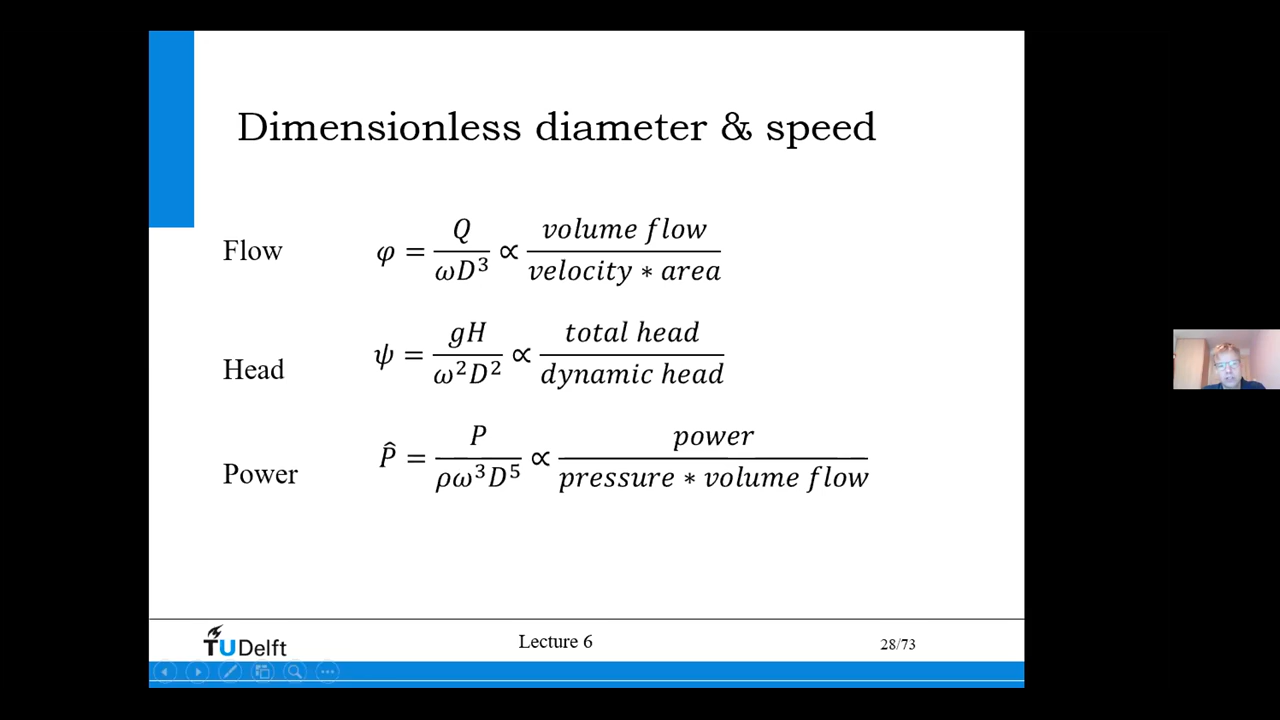 Dimensionless diameter & speed
Flow φ = Q / ωD³ ∝ volume flow / velocity * area
Head ψ = gH / ω²D² ∝ total head / dynamic head
Power P̂ = P / ρω³D⁵ ∝ power / pressure * volume flow
TUDelft Lecture 6 28/73